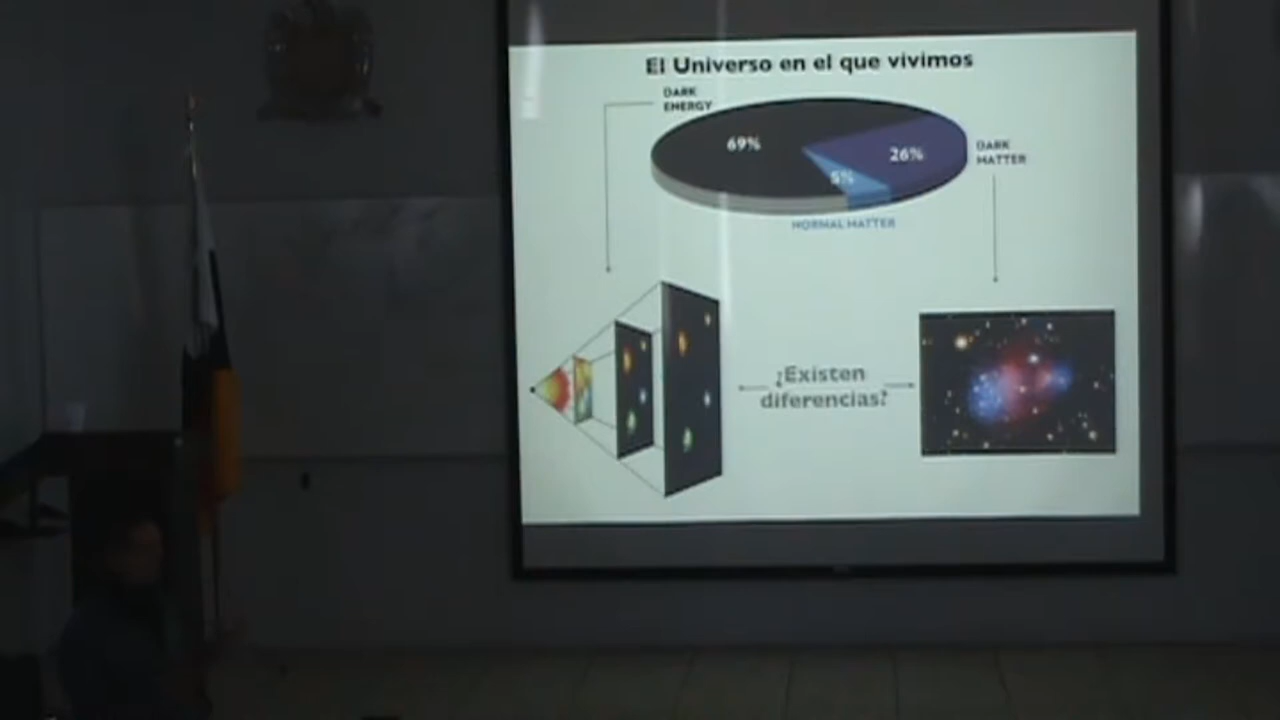 El Universo en el que vivimos
DARK
ENERGY
69%
26%
5%
DARK
MATTER
NORMAL MATTER
¿Existen
diferencias?